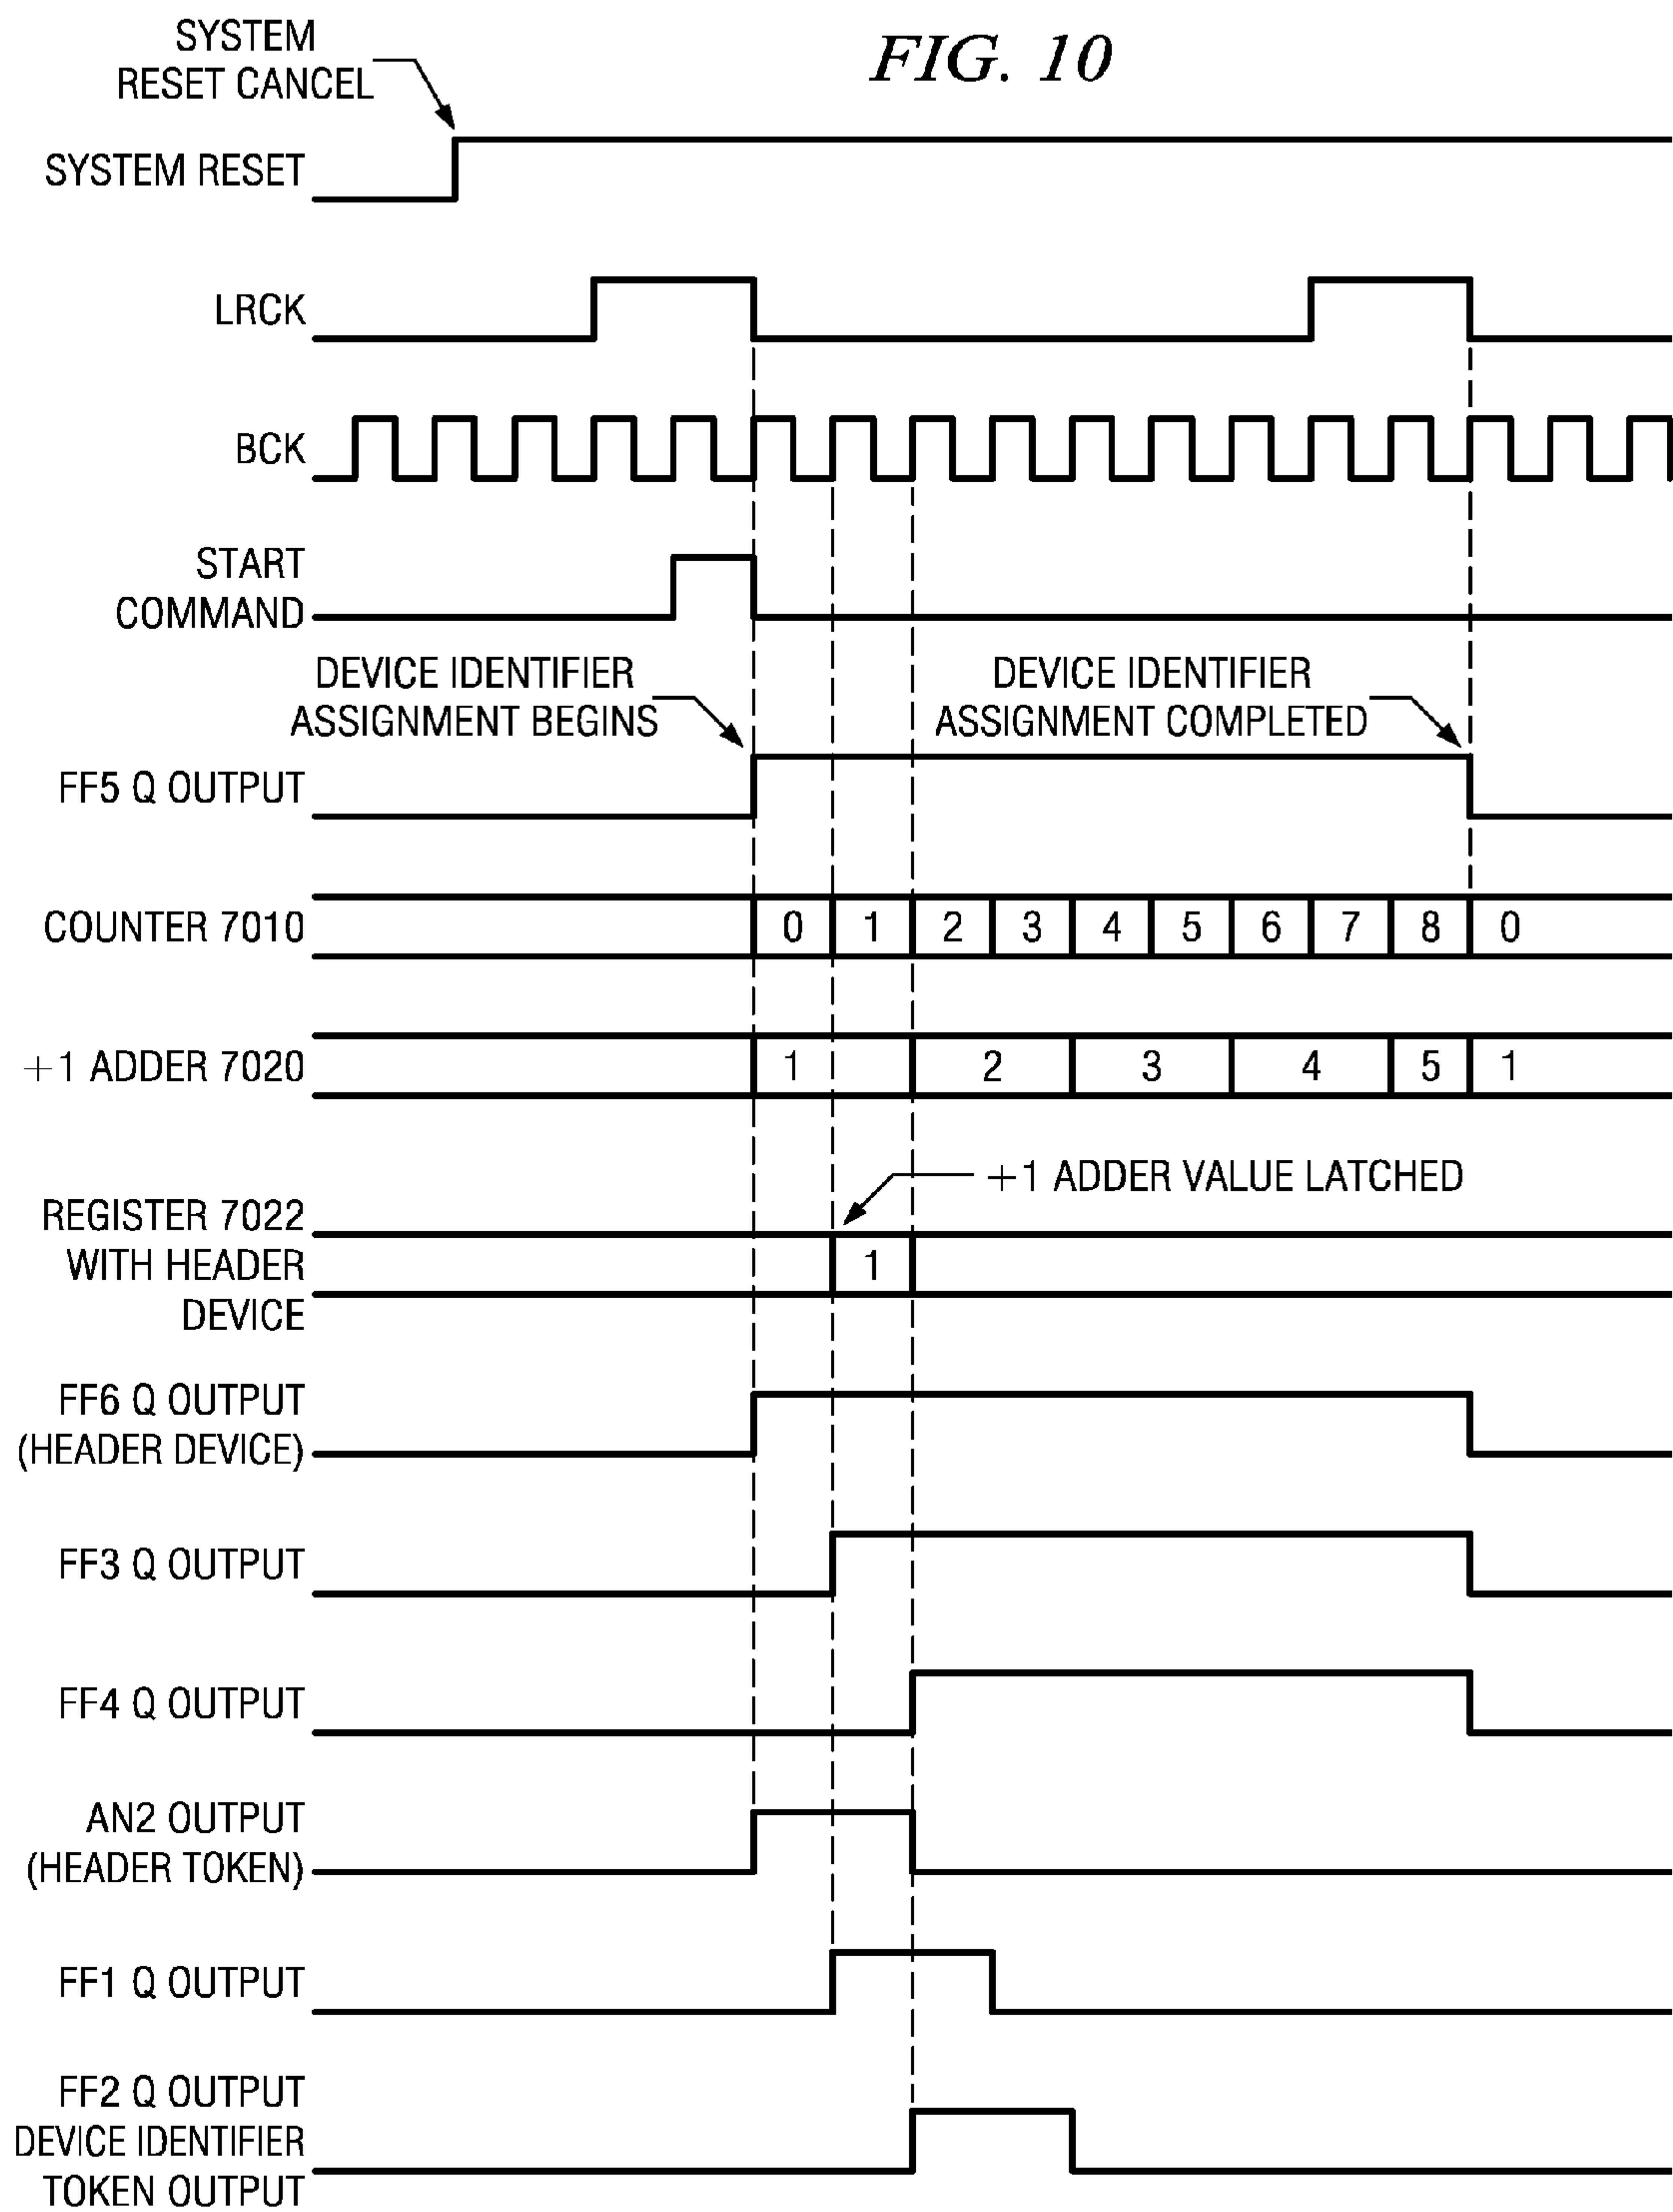 FIG. 10
SYSTEM
RESET CANCEL
SYSTEM RESET
LRCK
BCK
START
COMMAND
DEVICE IDENTIFIER
ASSIGNMENT BEGINS
DEVICE IDENTIFIER
ASSIGNMENT COMPLETED
FF5 Q OUTPUT
COUNTER 7010
0 1 2 3 4 5 6 7 8 0
+1 ADDER 7020
1 2 3 4 5 1
+1 ADDER VALUE LATCHED
REGISTER 7022
WITH HEADER
DEVICE
1
FF6 Q OUTPUT
(HEADER DEVICE)
FF3 Q OUTPUT
FF4 Q OUTPUT
AN2 OUTPUT
(HEADER TOKEN)
FF1 Q OUTPUT
FF2 Q OUTPUT
DEVICE IDENTIFIER
TOKEN OUTPUT